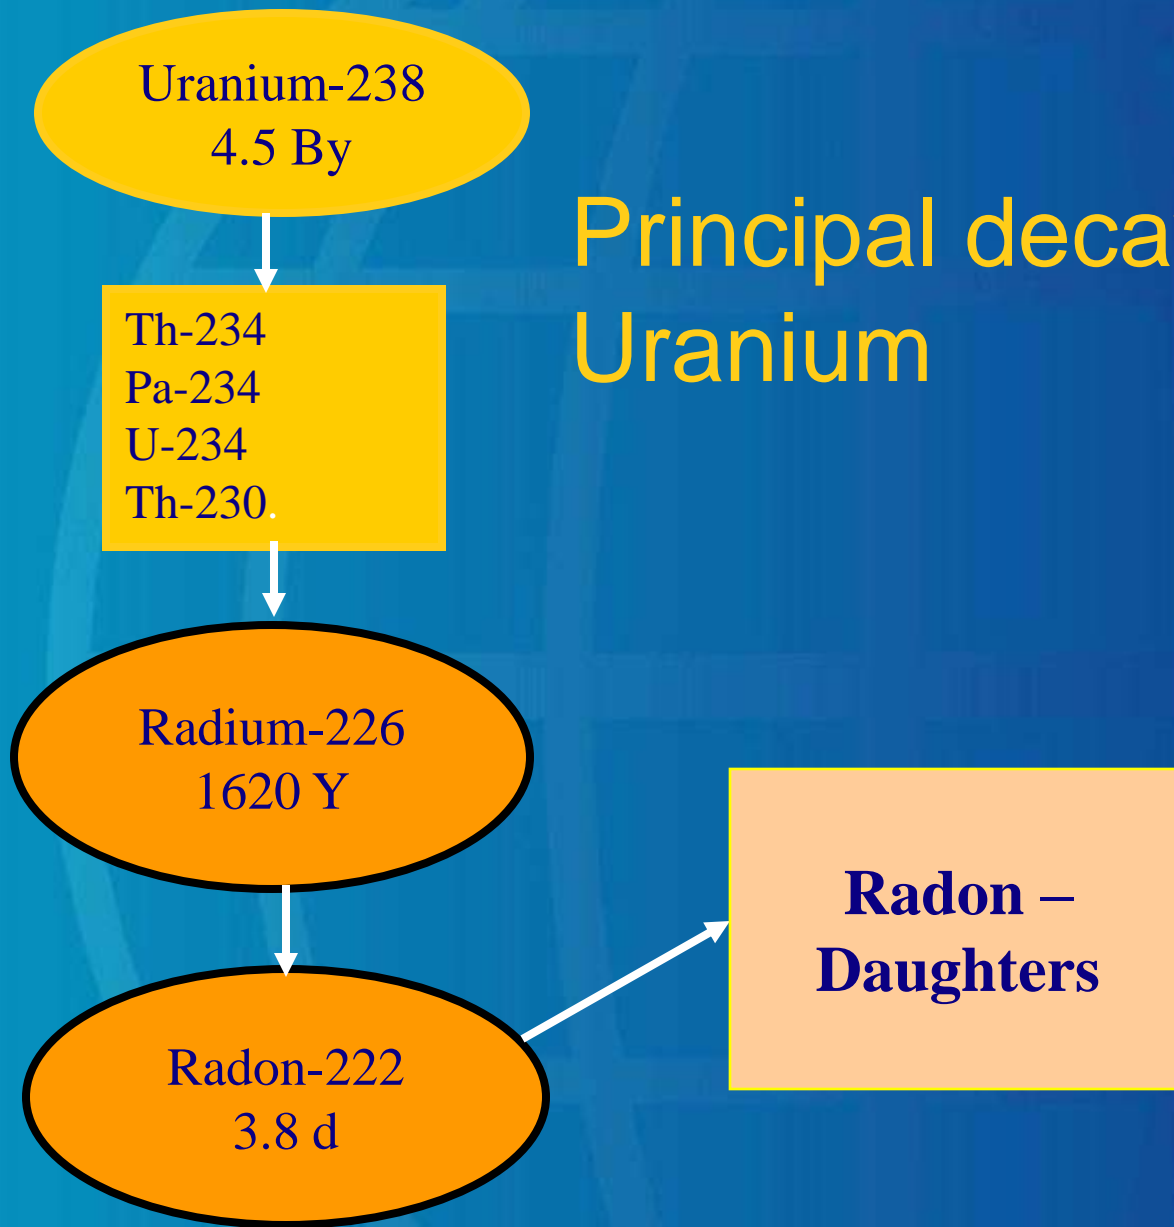 Uranium-238
4.5 By
Principal deca
Uranium
Th-234
Pa-234
U-234
Th-230.
Radium-226
1620 Y
Radon –
Daughters
Radon-222
3.8 d